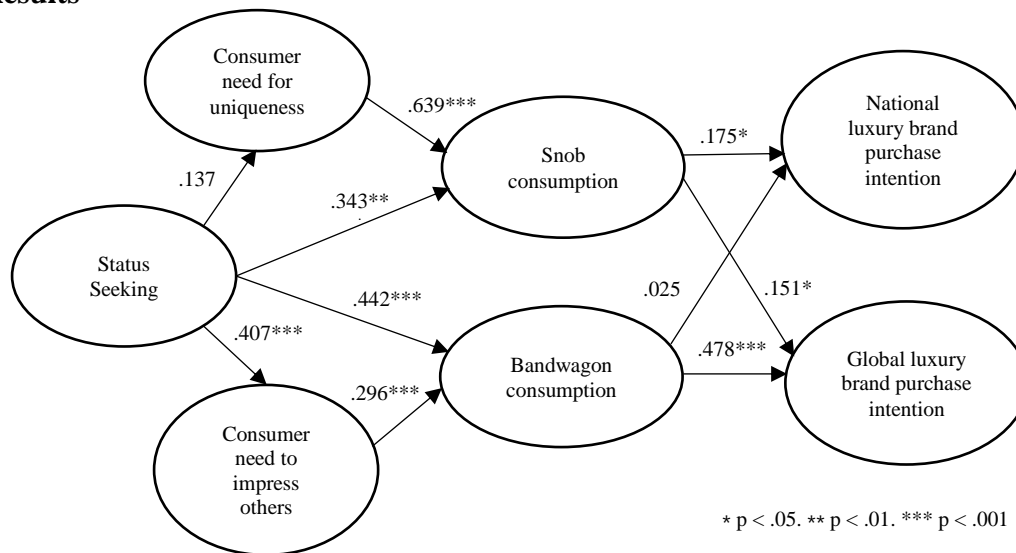 Consumer
need for
uniqueness
.639***
National
luxury brand
purchase
intention
Snob
consumption
.175*
.137
.343**
Status
Seeking
.442***
.025
.151*
.407***
.478***
Bandwagon
consumption
Global luxury
brand purchase
intention
.296***
Consumer
need to
impress
others
* p < .05. ** p < .01. *** p < .001